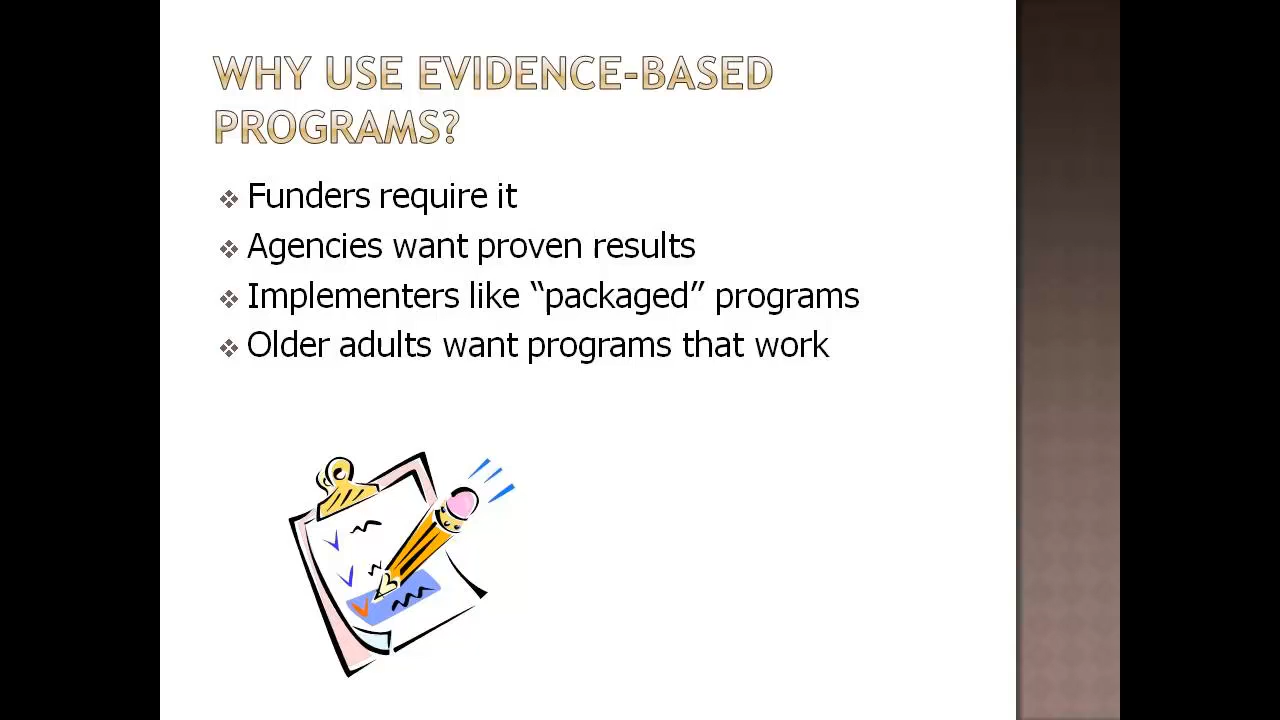 WHY USE EVIDENCE-BASED
PROGRAMS?
Funders require it
Agencies want proven results
Implementers like “packaged” programs
Older adults want programs that work